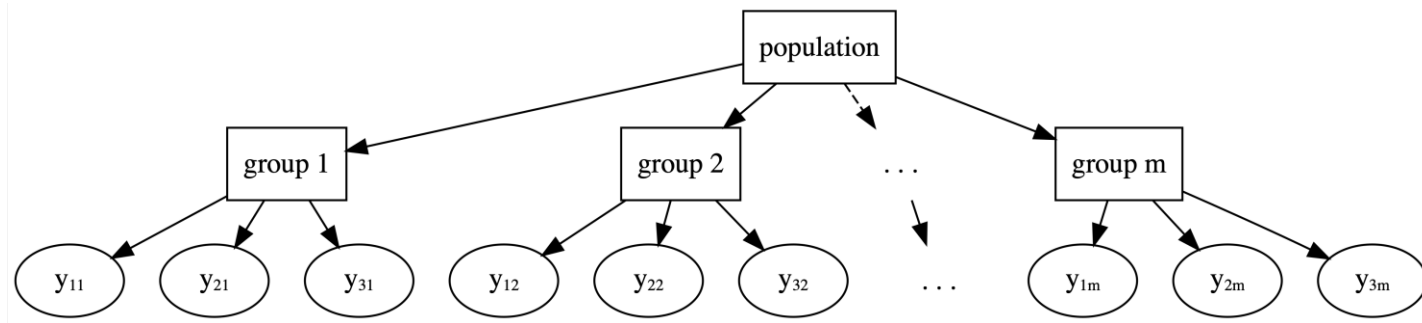 population
group 1 group 2 . . . group m
y₁₁ y₂₁ y₃₁ y₁₂ y₂₂ y₃₂ . . . y₁ₘ y₂ₘ y₃ₘ